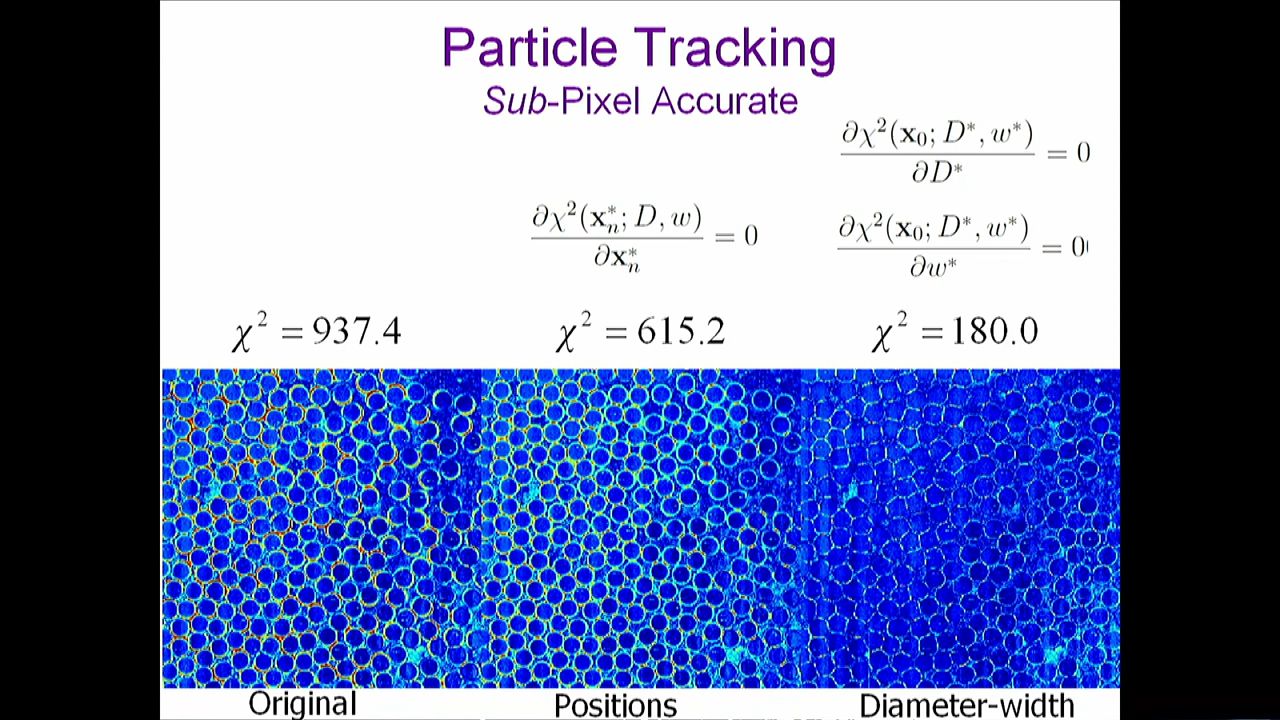 Particle Tracking
Sub-Pixel Accurate
∂χ²(x₀; D*, w*) / ∂D* = 0
∂χ²(xₙ*; D, w) / ∂xₙ* = 0
∂χ²(x₀; D*, w*) / ∂w* = 0
χ² = 937.4
χ² = 615.2
χ² = 180.0
Original
Positions
Diameter-width